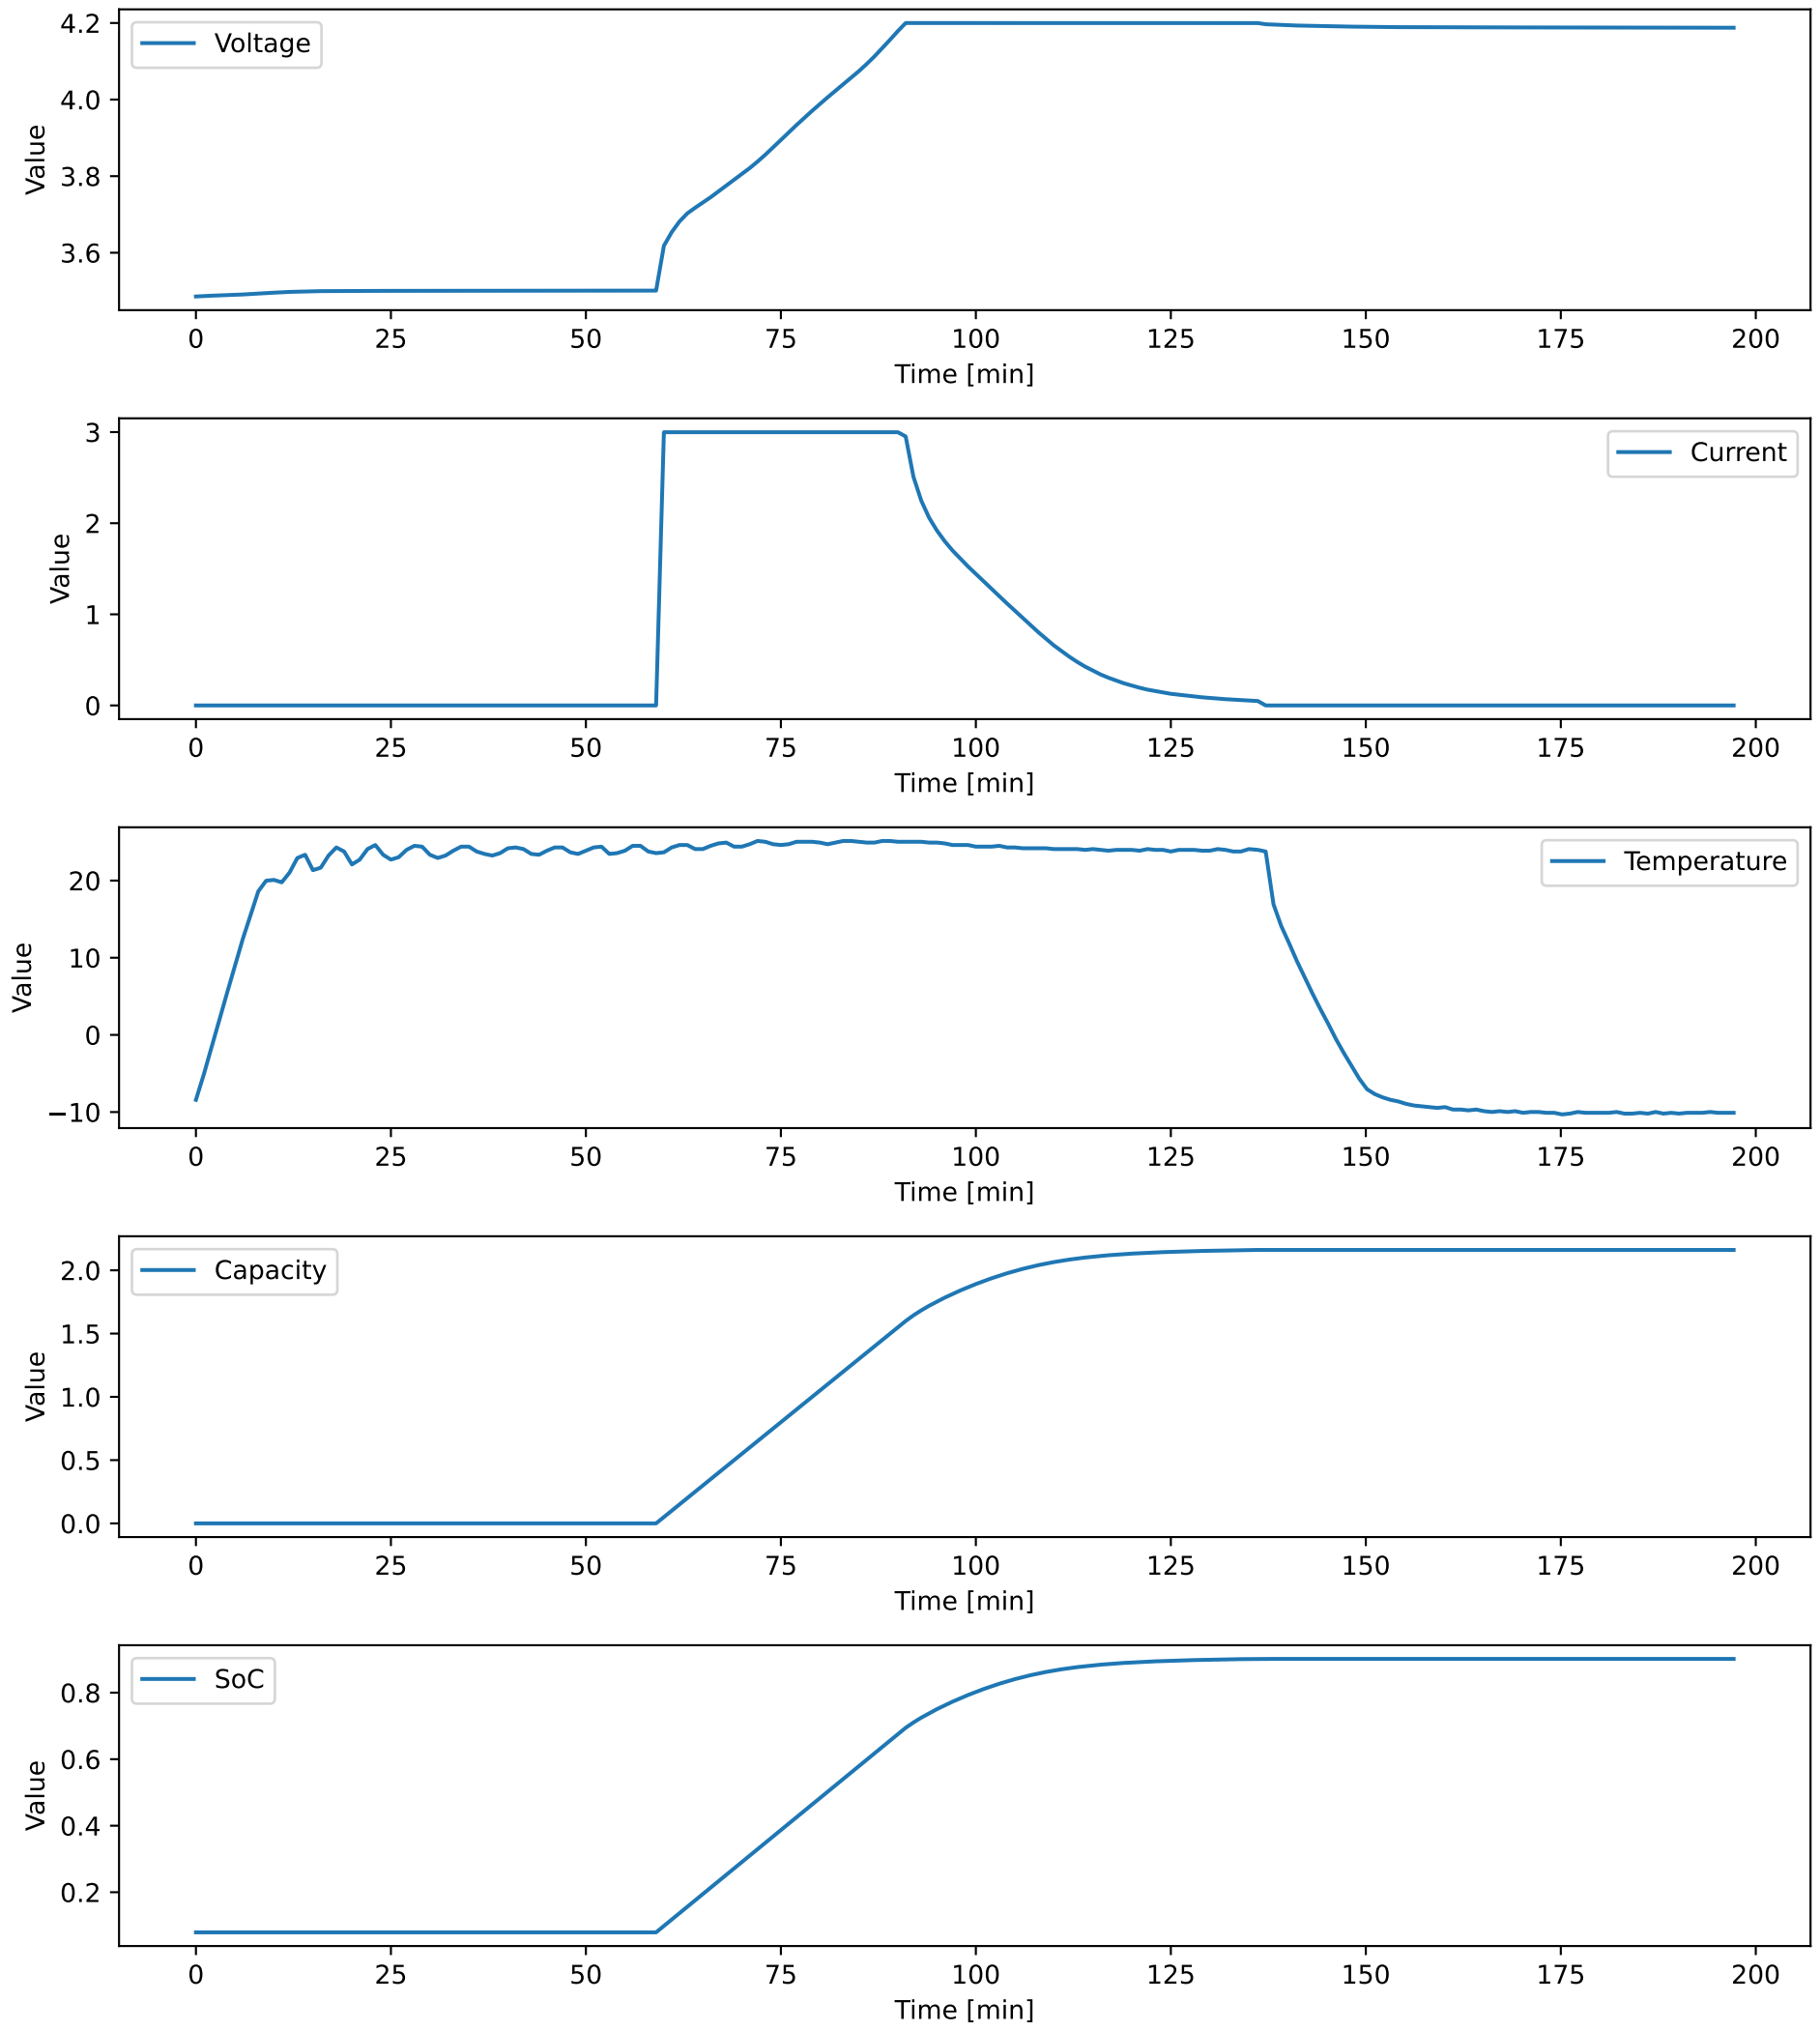 4.2
4.0
3.8
3.6
Value
Voltage
0 25 50 75 100 125 150 175 200
Time [min]
3
2
1
0
Value
Current
0 25 50 75 100 125 150 175 200
Time [min]
20
10
0
−10
Value
Temperature
0 25 50 75 100 125 150 175 200
Time [min]
2.0
1.5
1.0
0.5
0.0
Value
Capacity
0 25 50 75 100 125 150 175 200
Time [min]
0.8
0.6
0.4
0.2
Value
SoC
0 25 50 75 100 125 150 175 200
Time [min]